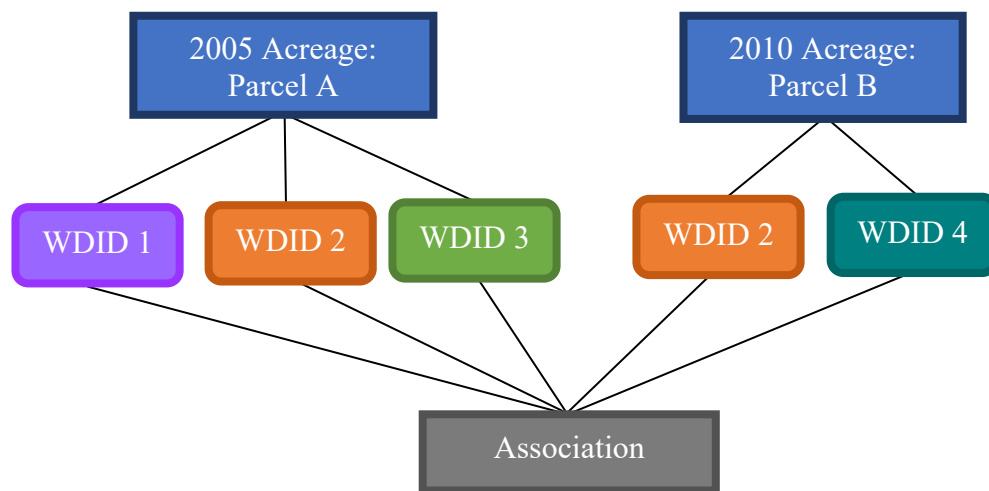 2005 Acreage:
Parcel A
2010 Acreage:
Parcel B
WDID 1
WDID 2
WDID 3
WDID 2
WDID 4
Association